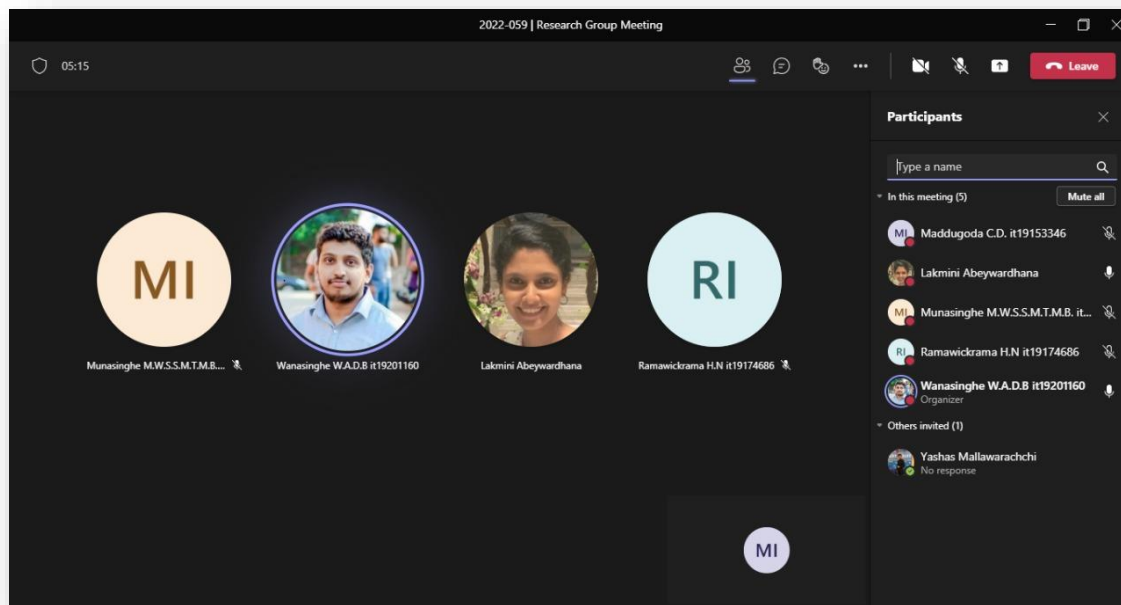 2022-059 | Research Group Meeting
05:15
Leave
Participants
Type a name
In this meeting (5)
Mute all
MI
Maddugoda C.D. it19153346
Lakmini Abeywardhana
MI
Munasinghe M.W.S.S.M.T.M.B. it...
RI
Ramawickrama H.N it19174686
Wanasinghe W.A.D.B it19201160
Organizer
Others invited (1)
Yashas Mallawarachchi
No response
MI
RI
Munasinghe M.W.S.S.M.T.M.B....
Wanasinghe W.A.D.B it19201160
Lakmini Abeywardhana
Ramawickrama H.N it19174686
MI